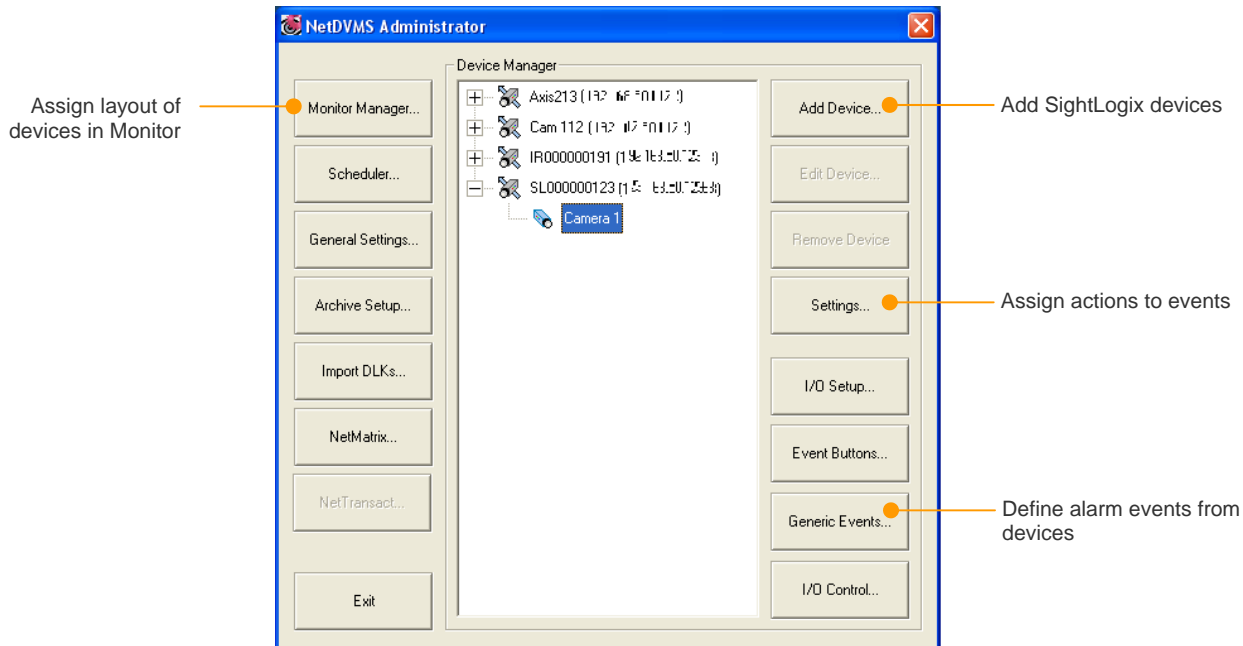 NetDVMS Administrator
Device Manager
Assign layout of
devices in Monitor
Monitor Manager...
Scheduler...
General Settings...
Archive Setup...
Import DLKs...
NetMatrix...
NetTransact...
Exit
Axis213
Cam 112
IR000000191
SL000000123
Camera 1
Add Device...
Edit Device...
Remove Device
Settings...
I/O Setup...
Event Buttons...
Generic Events...
I/O Control...
Add SightLogix devices
Assign actions to events
Define alarm events from
devices